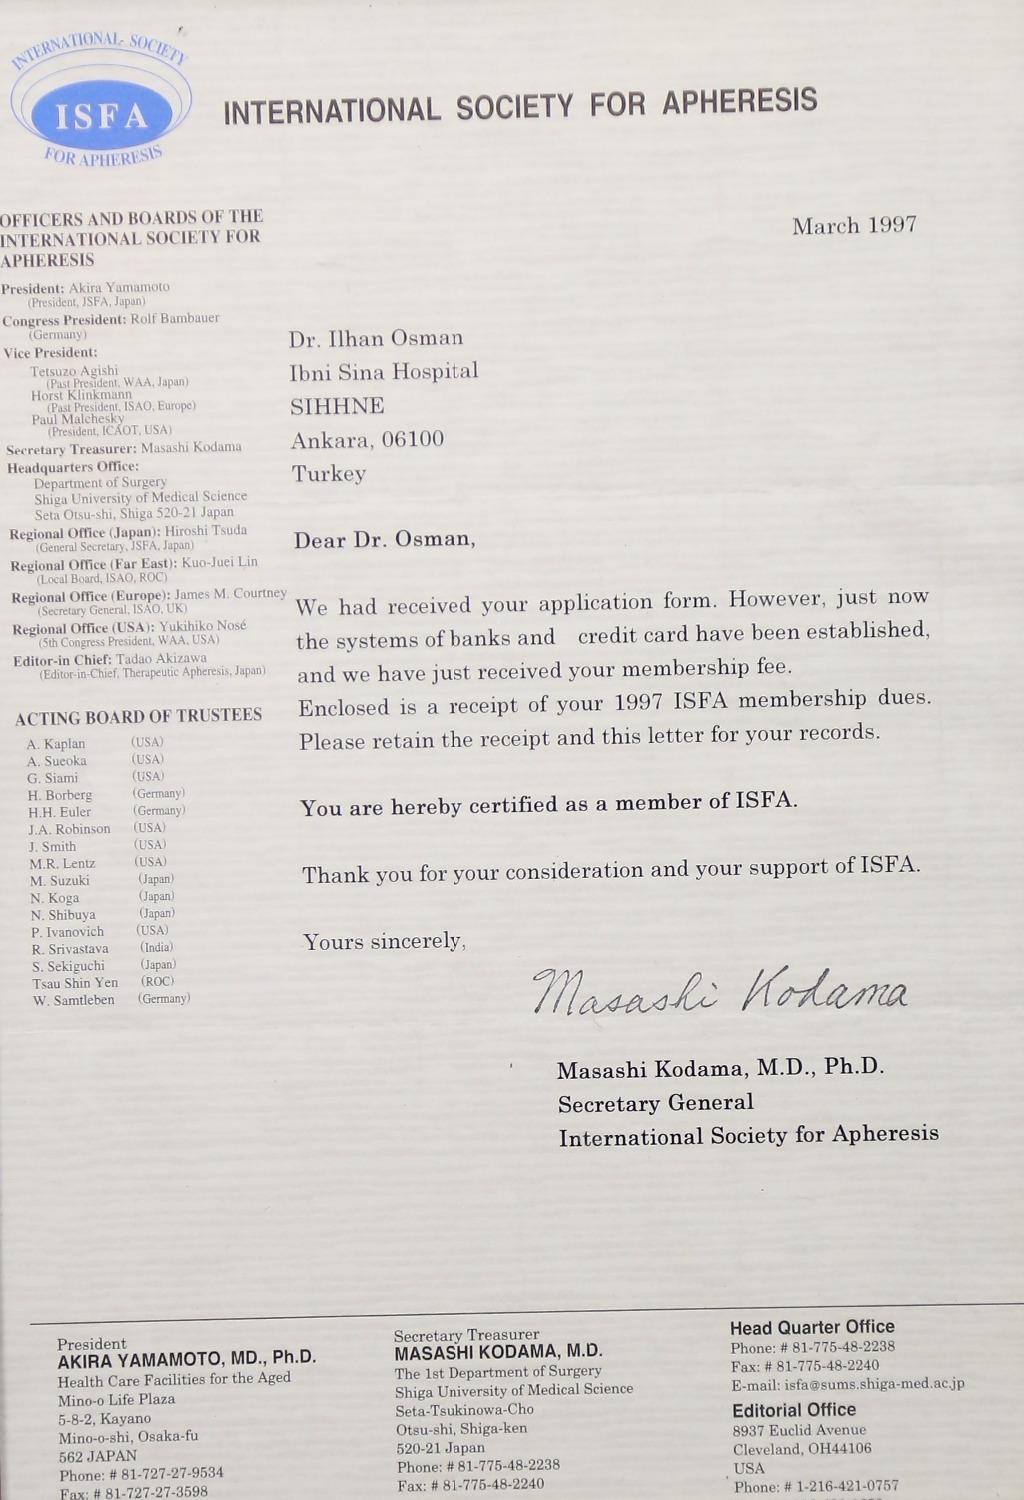 INTERNATIONAL SOCIETY
ISFA
FOR APHERESIS
INTERNATIONAL SOCIETY FOR APHERESIS
OFFICERS AND BOARDS OF THE
INTERNATIONAL SOCIETY FOR
APHERESIS
President: Akira Yamamoto
(President, JSFA, Japan)
Congress President: Rolf Bambauer
(Germany)
Vice President:
Tetsuzo Agishi
(Past President, WAA, Japan)
Horst Klinkmann
(Past President, ISAO, Europe)
Paul Malchesky
(President, ICAOT, USA)
Secretary Treasurer: Masashi Kodama
Headquarters Office:
Department of Surgery
Shiga University of Medical Science
Seta Otsu-shi, Shiga 520-21 Japan
Regional Office (Japan): Hiroshi Tsuda
(General Secretary, JSFA, Japan)
Regional Office (Far East): Kuo-Juei Lin
(Local Board, ISAO, ROC)
Regional Office (Europe): James M. Courtney
(Secretary General, ISAO, UK)
Regional Office (USA): Yukihiko Nosé
(5th Congress President, WAA, USA)
Editor-in Chief: Tadao Akizawa
(Editor-in-Chief, Therapeutic Apheresis, Japan)
ACTING BOARD OF TRUSTEES
A. Kaplan (USA)
A. Sueoka (USA)
G. Siami (USA)
H. Borberg (Germany)
H.H. Euler (Germany)
J.A. Robinson (USA)
J. Smith (USA)
M.R. Lentz (USA)
M. Suzuki (Japan)
N. Koga (Japan)
N. Shibuya (Japan)
P. Ivanovich (USA)
R. Srivastava (India)
S. Sekiguchi (Japan)
Tsau Shin Yen (ROC)
W. Samtleben (Germany)
March 1997
Dr. Ilhan Osman
Ibni Sina Hospital
SIHHNE
Ankara, 06100
Turkey
Dear Dr. Osman,
We had received your application form. However, just now
the systems of banks and credit card have been established,
and we have just received your membership fee.
Enclosed is a receipt of your 1997 ISFA membership dues.
Please retain the receipt and this letter for your records.
You are hereby certified as a member of ISFA.
Thank you for your consideration and your support of ISFA.
Yours sincerely,
Masashi Kodama
Masashi Kodama, M.D., Ph.D.
Secretary General
International Society for Apheresis
President
AKIRA YAMAMOTO, MD., Ph.D.
Health Care Facilities for the Aged
Mino-o Life Plaza
5-8-2, Kayano
Mino-o-shi, Osaka-fu
562 JAPAN
Phone: # 81-727-27-9534
Fax: # 81-727-27-3598
Secretary Treasurer
MASASHI KODAMA, M.D.
The 1st Department of Surgery
Shiga University of Medical Science
Seta-Tsukinowa-Cho
Otsu-shi, Shiga-ken
520-21 Japan
Phone: # 81-775-48-2238
Fax: # 81-775-48-2240
Head Quarter Office
Phone: # 81-775-48-2238
Fax: # 81-775-48-2240
E-mail: isfa@sums.shiga-med.ac.jp
Editorial Office
8937 Euclid Avenue
Cleveland, OH44106
USA
Phone: # 1-216-421-0757